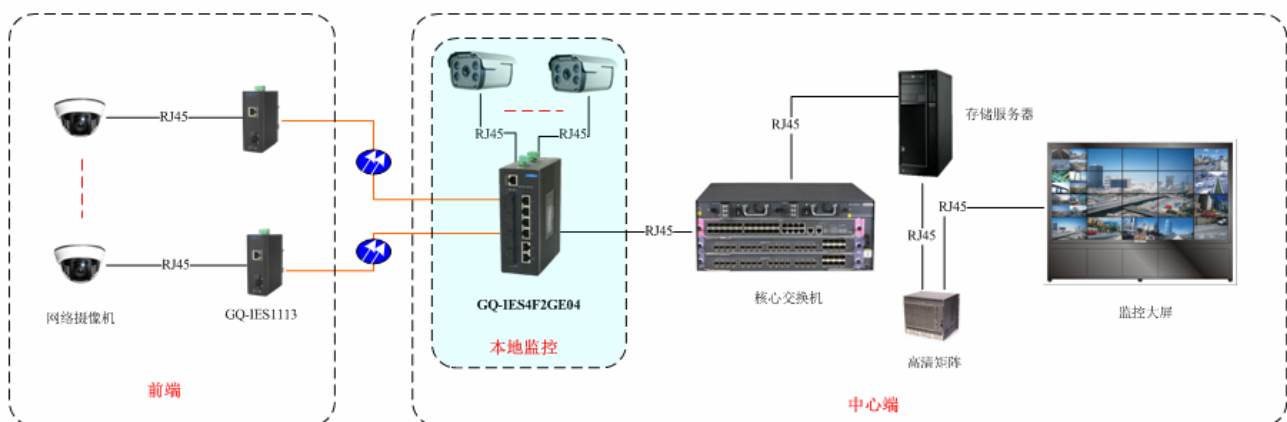 RJ45
RJ45
网络摄像机
GQ-IES1113
前端
RJ45
RJ45
GQ-IES4F2GE04
本地监控
RJ45
核心交换机
RJ45
存储服务器
RJ45
RJ45
高清矩阵
监控大屏
中心端